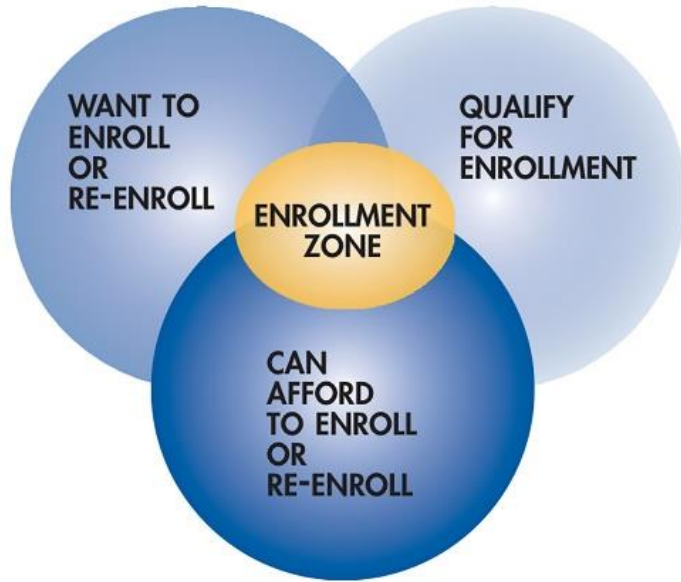 WANT TO
ENROLL
OR
RE-ENROLL
QUALIFY
FOR
ENROLLMENT
ENROLLMENT
ZONE
CAN
AFFORD
TO ENROLL
OR
RE-ENROLL